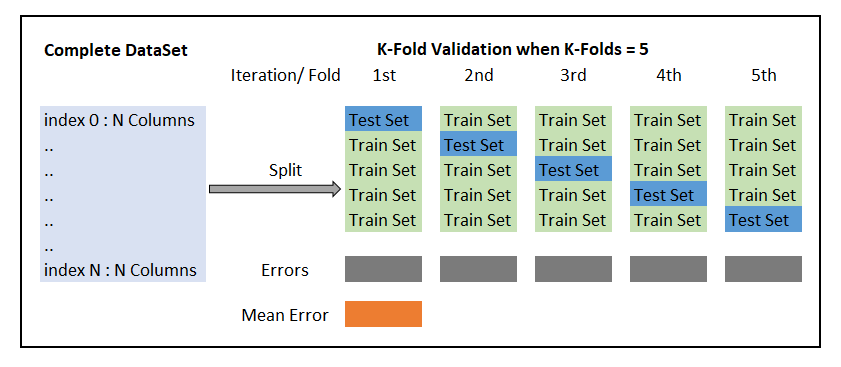 Complete DataSet K-Fold Validation when K-Folds = 5
Iteration/ Fold 1st 2nd 3rd 4th 5th
index 0 : N Columns Test Set Train Set Train Set Train Set Train Set
.. Train Set Test Set Train Set Train Set Train Set
.. Split Train Set Train Set Test Set Train Set Train Set
.. Train Set Train Set Train Set Test Set Train Set
.. Train Set Train Set Train Set Train Set Test Set
..
index N : N Columns Errors
Mean Error